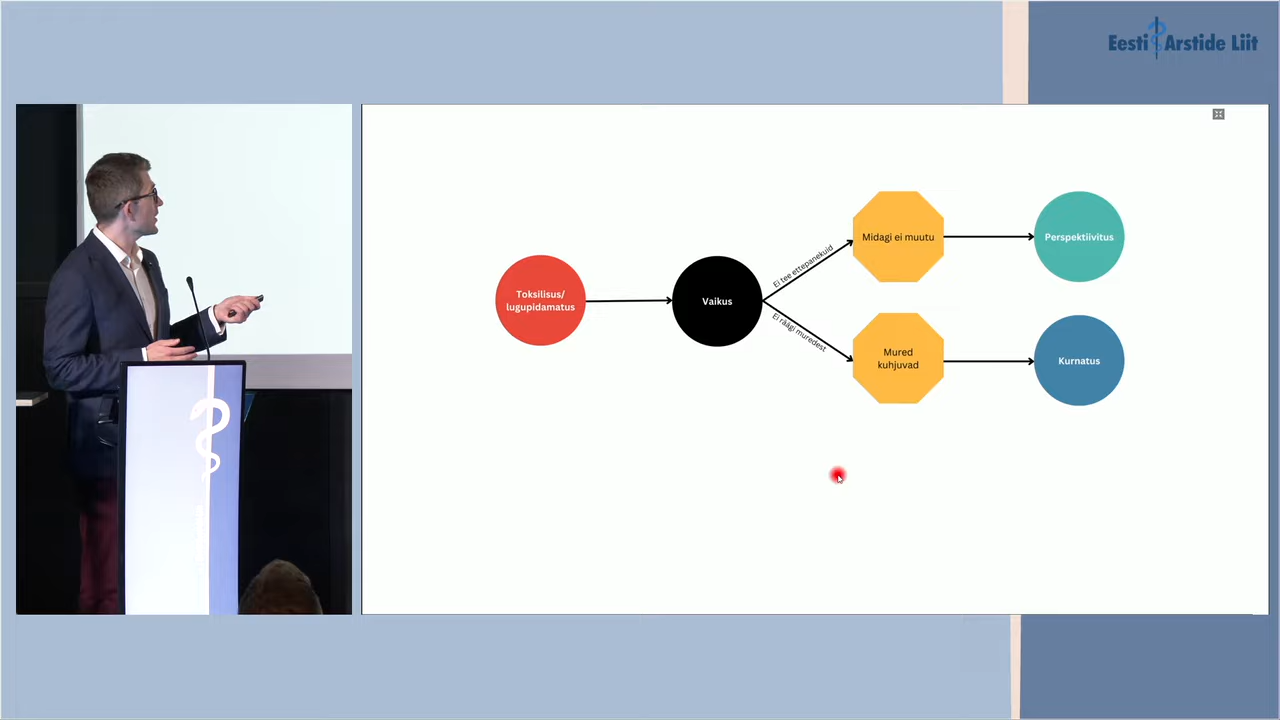 Eesti Arstide Liit
Toksilisus/
lugupidamatus
Vaikus
Ei tee ettepanekuid
Ei räägi muredest
Midagi ei muutu
Mured
kuhjuvad
Perspektiivitus
Kurnatus